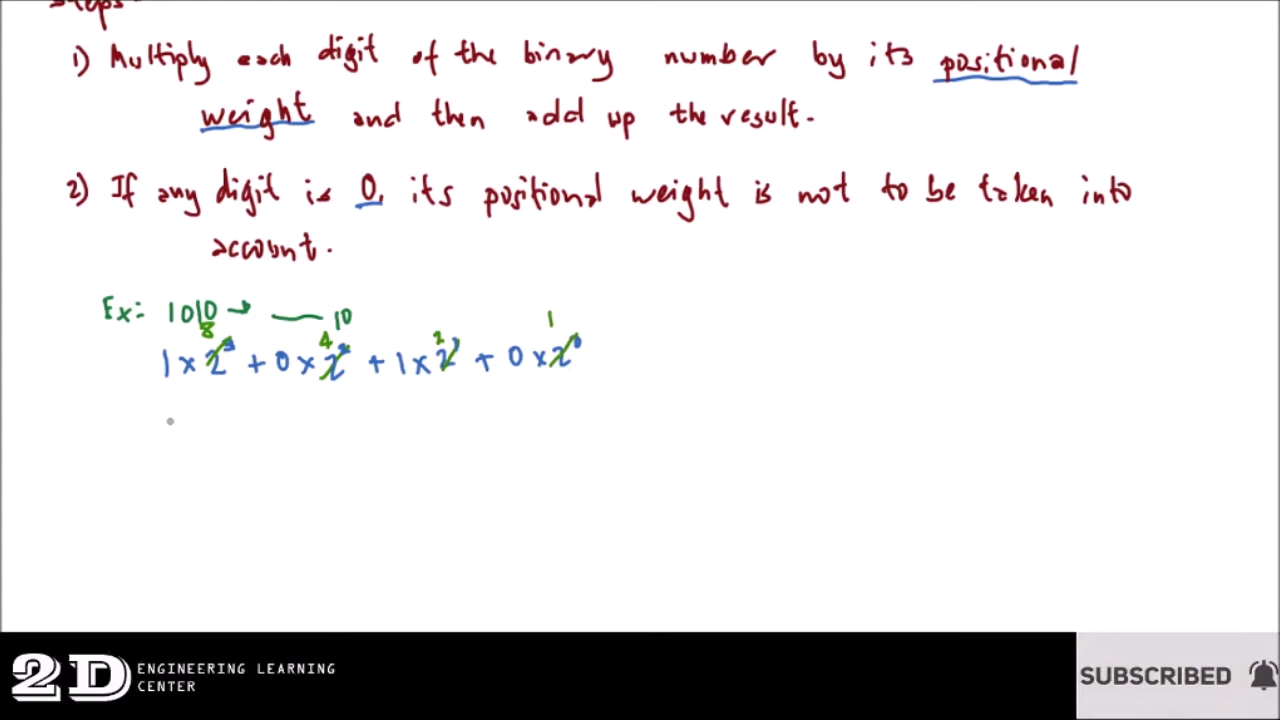 Steps
1) Multiply each digit of the binary number by its positional
weight and then add up the result.
2) If any digit is 0, its positional weight is not to be taken into
account.
Ex: 1010 → ___ 10
8 4 2 1
1 × 2³ + 0 × 2² + 1 × 2¹ + 0 × 2⁰
2D ENGINEERING LEARNING
CENTER
SUBSCRIBED